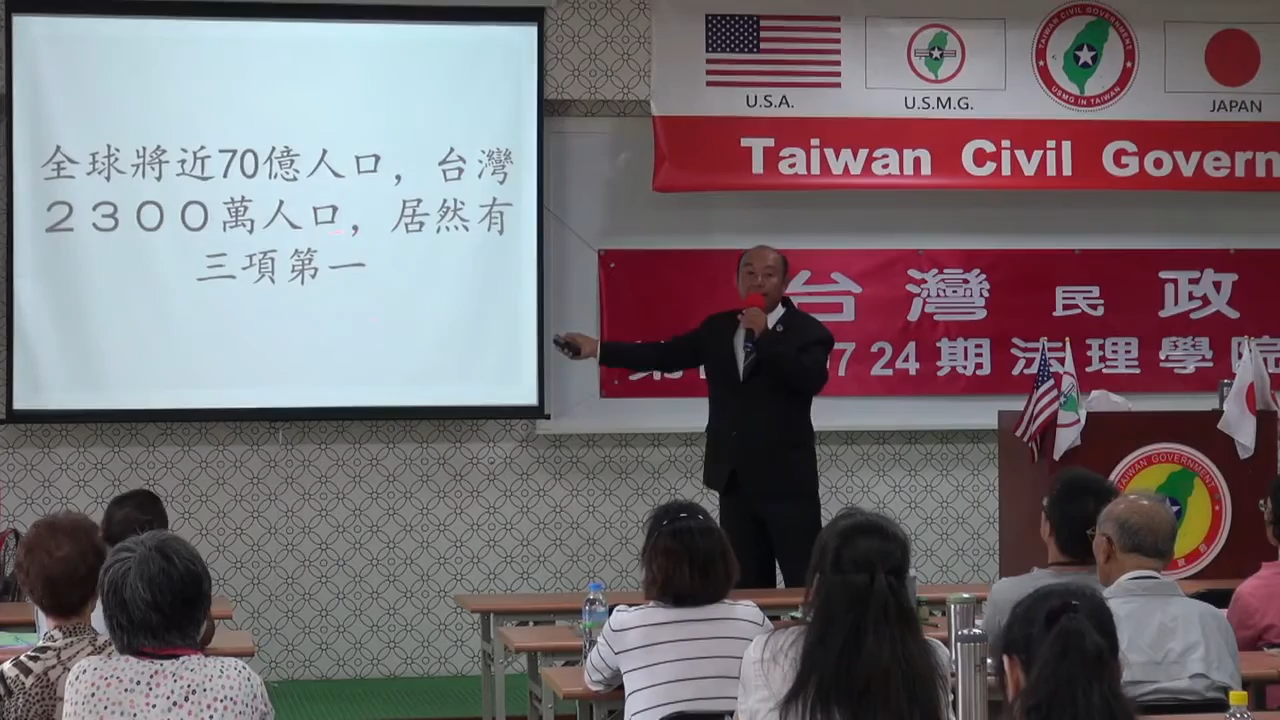 全球將近70億人口，台灣
２３００萬人口，居然有
三項第一
U.S.A.
U.S.M.G.
TAIWAN CIVIL GOVERNMENT
USMG IN TAIWAN
JAPAN
Taiwan Civil Govern
台灣民政
724期法理學院
TAIWAN GOVERNMENT